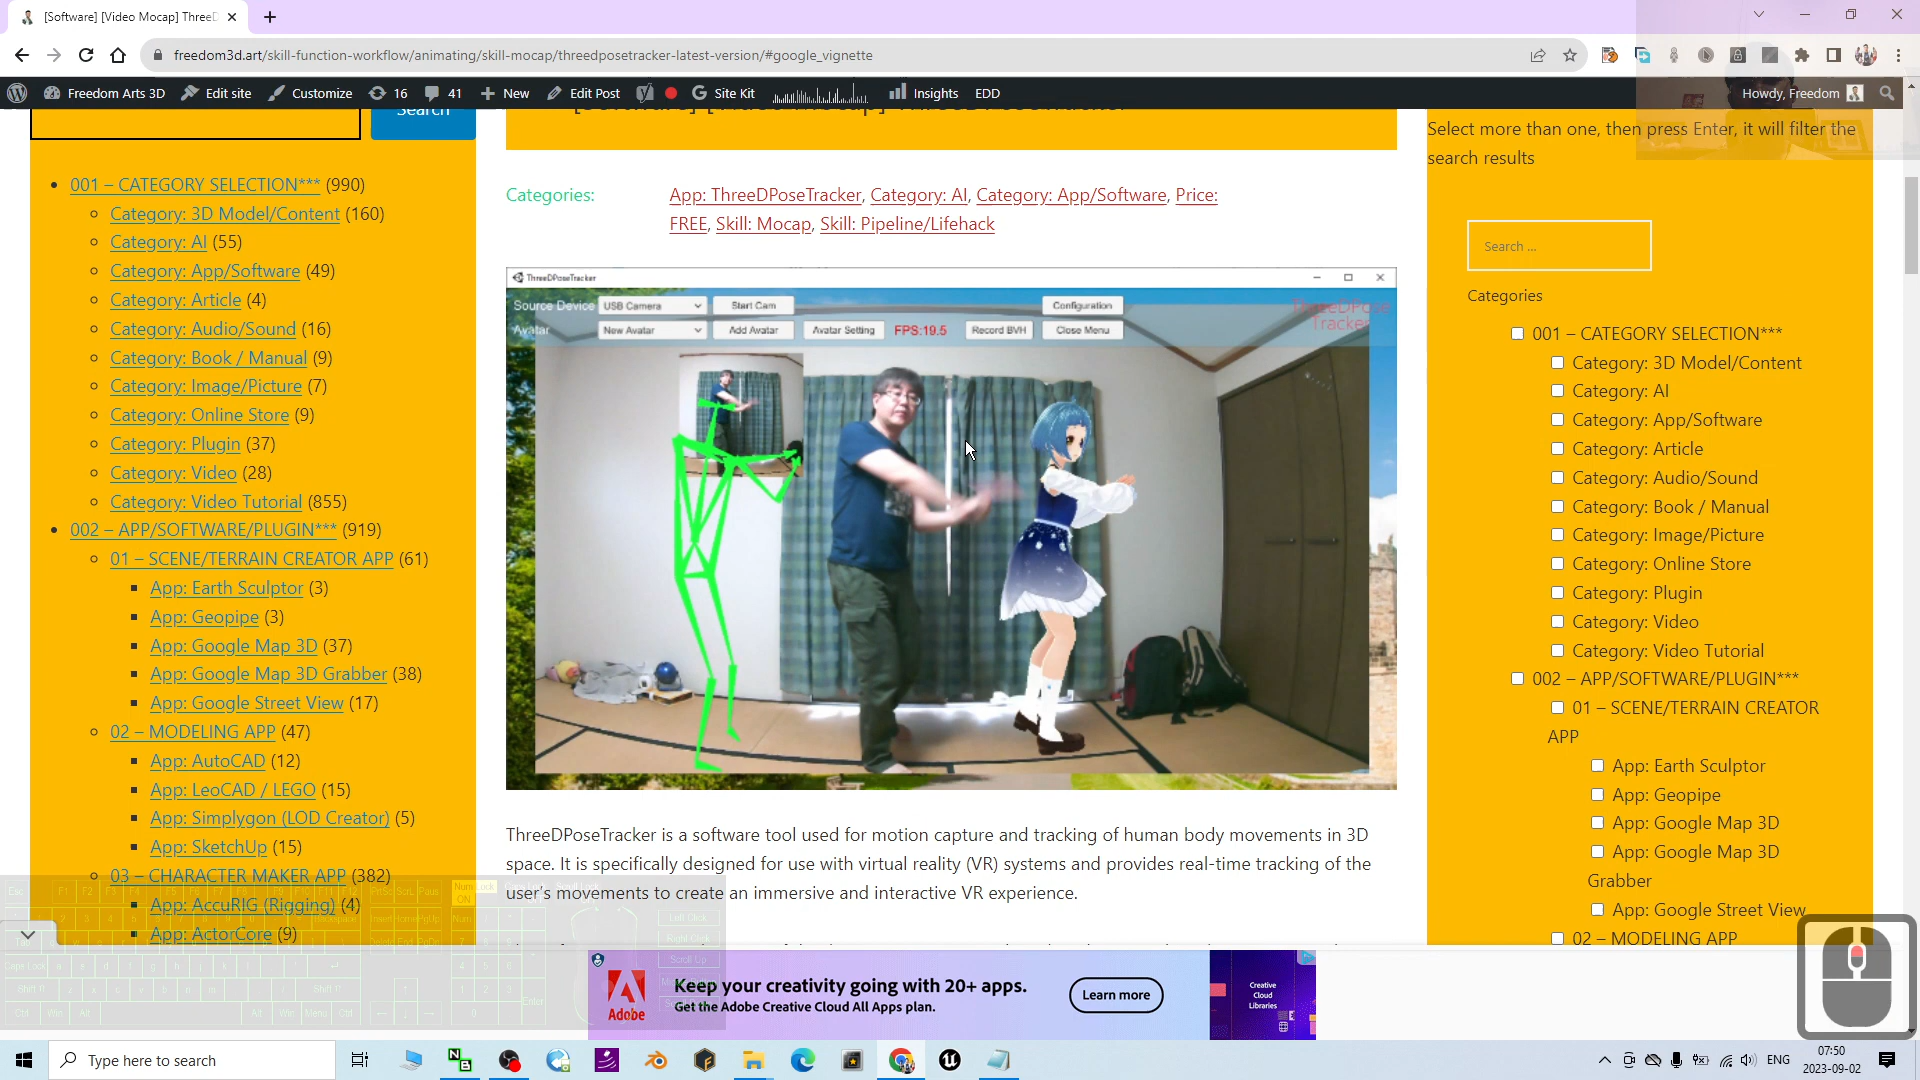 [Software] [Video Mocap] ThreeD
freedom3d.art/skill-function-workflow/animating/skill-mocap/threedposetracker-latest-version/#google_vignette
Freedom Arts 3D
Edit site
Customize
16
41
New
Edit Post
Site Kit
Insights
EDD
Howdy, Freedom
Search
001 – CATEGORY SELECTION*** (990)
Category: 3D Model/Content (160)
Category: AI (55)
Category: App/Software (49)
Category: Article (4)
Category: Audio/Sound (16)
Category: Book / Manual (9)
Category: Image/Picture (7)
Category: Online Store (9)
Category: Plugin (37)
Category: Video (28)
Category: Video Tutorial (855)
002 – APP/SOFTWARE/PLUGIN*** (919)
01 – SCENE/TERRAIN CREATOR APP (61)
App: Earth Sculptor (3)
App: Geopipe (3)
App: Google Map 3D (37)
App: Google Map 3D Grabber (38)
App: Google Street View (17)
02 – MODELING APP (47)
App: AutoCAD (12)
App: LeoCAD / LEGO (15)
App: Simplygon (LOD Creator) (5)
App: SketchUp (15)
03 – CHARACTER MAKER APP (382)
App: AccuRIG (Rigging) (4)
App: ActorCore (9)
Categories:
App: ThreeDPoseTracker, Category: AI, Category: App/Software, Price:
FREE, Skill: Mocap, Skill: Pipeline/Lifehack
ThreeDPoseTracker
Source Device
USB Camera
Start Cam
Configuration
Avatar
New Avatar
Add Avatar
Avatar Setting
FPS:19.5
Record BVH
Close Menu
ThreeDPose
Tracker
ThreeDPoseTracker is a software tool used for motion capture and tracking of human body movements in 3D
space. It is specifically designed for use with virtual reality (VR) systems and provides real-time tracking of the
user's movements to create an immersive and interactive VR experience.
Select more than one, then press Enter, it will filter the
search results
Search ...
Categories
001 – CATEGORY SELECTION***
Category: 3D Model/Content
Category: AI
Category: App/Software
Category: Article
Category: Audio/Sound
Category: Book / Manual
Category: Image/Picture
Category: Online Store
Category: Plugin
Category: Video
Category: Video Tutorial
002 – APP/SOFTWARE/PLUGIN***
01 – SCENE/TERRAIN CREATOR
APP
App: Earth Sculptor
App: Geopipe
App: Google Map 3D
App: Google Map 3D
Grabber
App: Google Street View
02 – MODELING APP
Adobe
Keep your creativity going with 20+ apps.
Get the Adobe Creative Cloud All Apps plan.
Learn more
Creative
Cloud
Libraries
Type here to search
ENG
07:50
2023-09-02